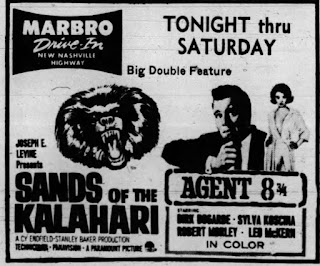 MARBRO
Drive-In
NEW NASHVILLE
HIGHWAY
TONIGHT thru
SATURDAY
Big Double Feature
JOSEPH E.
LEVINE
Presents
SANDS OF THE
KALAHARI
A CY ENDFIELD-STANLEY BAKER PRODUCTION
TECHNICOLOR · PANAVISION · A PARAMOUNT PICTURE
AGENT 8¾
STARRING
DIRK BOGARDE · SYLVA KOSCINA
ROBERT MORLEY · LEO McKERN
IN COLOR